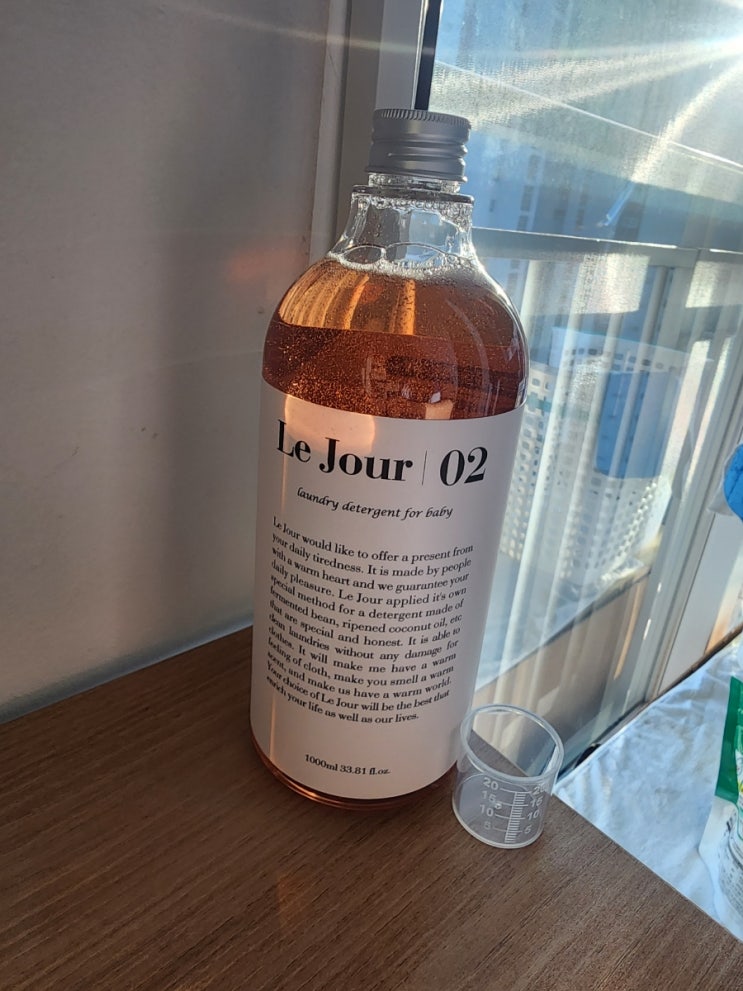 Le Jour | 02
laundry detergent for baby
Le Jour would like to offer a present from
your daily tiredness. It is made by people
with a warm heart and we guarantee your
daily pleasure. Le Jour applied it's own
special method for a detergent made of
fermented bean, ripened coconut oil, etc
that are special and honest. It is able to
clean laundries without any damage for
clothes. It will make me have a warm
feeling of cloth, make you smell a warm
scent, and make us have a warm world.
Your choice of Le Jour will be the best that
enrich your life as well as our lives.
1000ml 33.81 fl.oz.
20 20
15 15
10 10
5 5